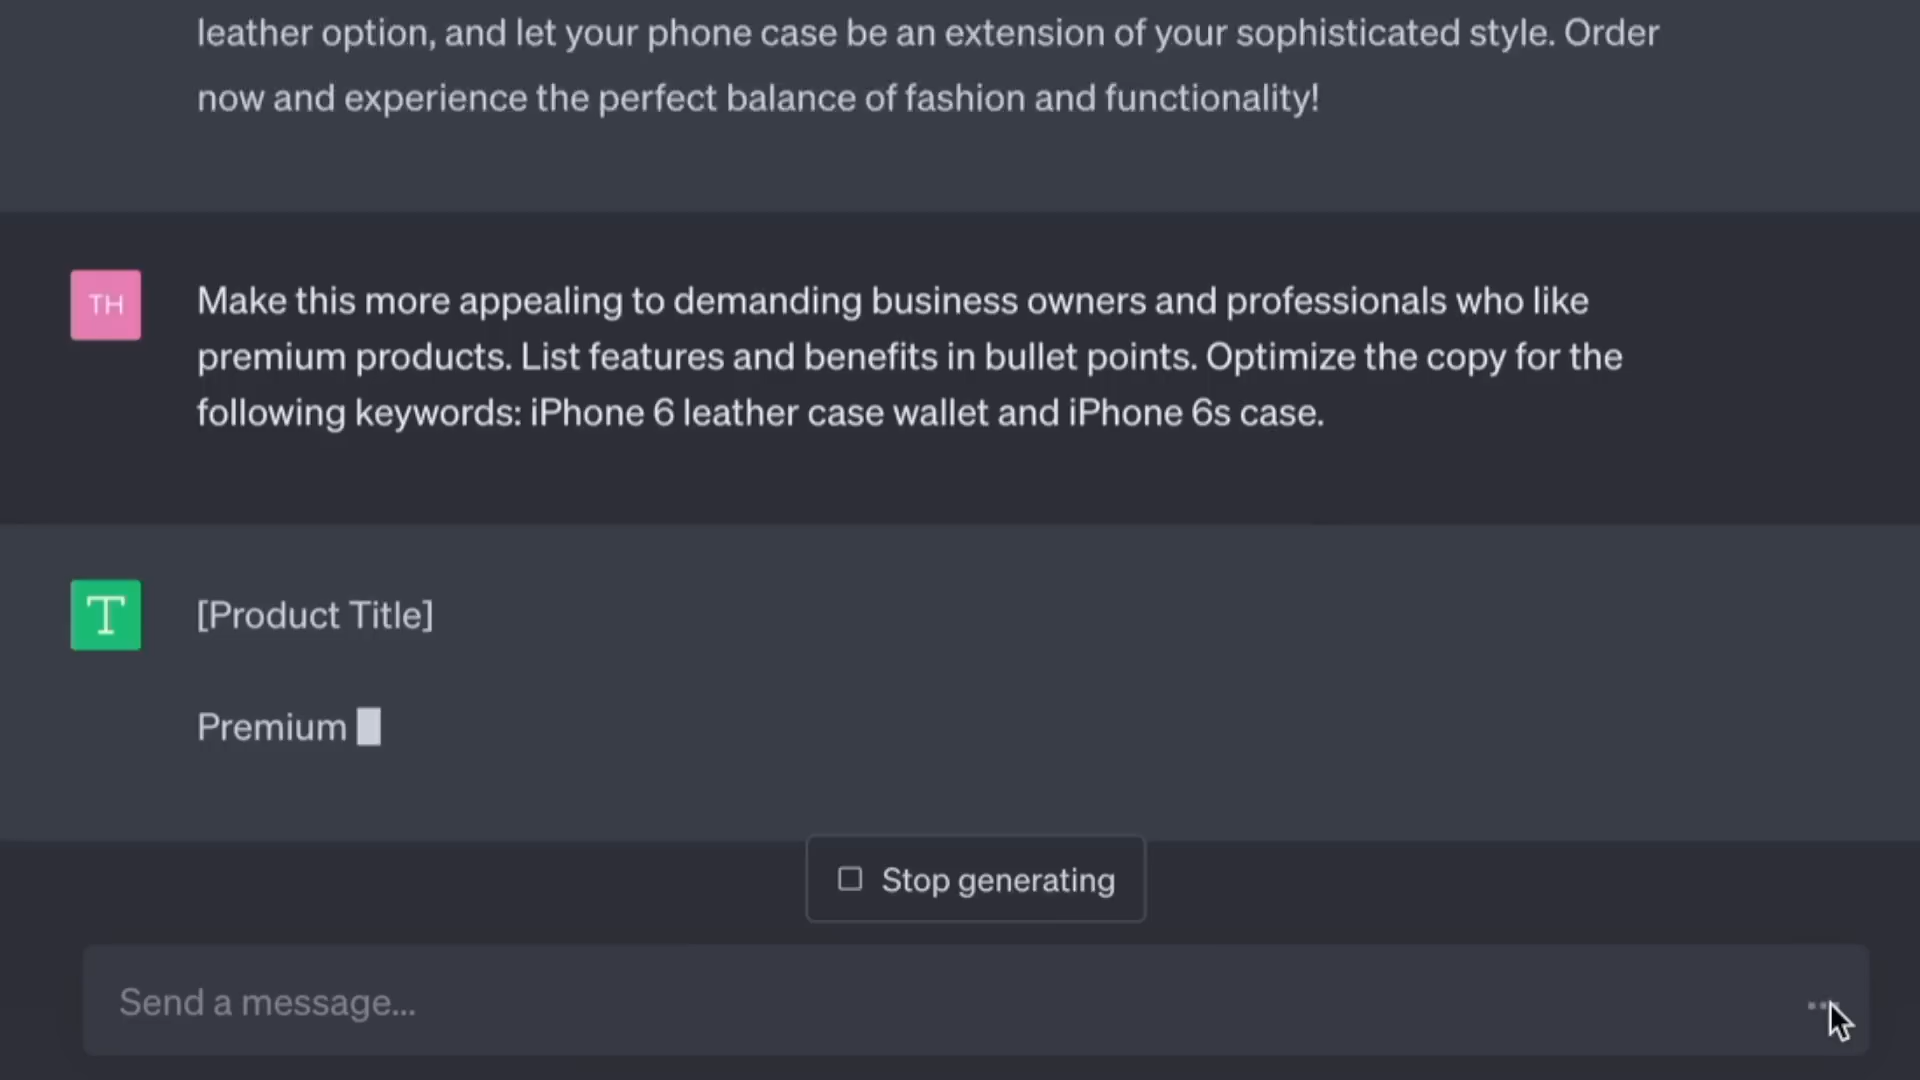 leather option, and let your phone case be an extension of your sophisticated style. Order
now and experience the perfect balance of fashion and functionality!
TH
Make this more appealing to demanding business owners and professionals who like
premium products. List features and benefits in bullet points. Optimize the copy for the
following keywords: iPhone 6 leather case wallet and iPhone 6s case.
T
[Product Title]
Premium
Stop generating
Send a message...